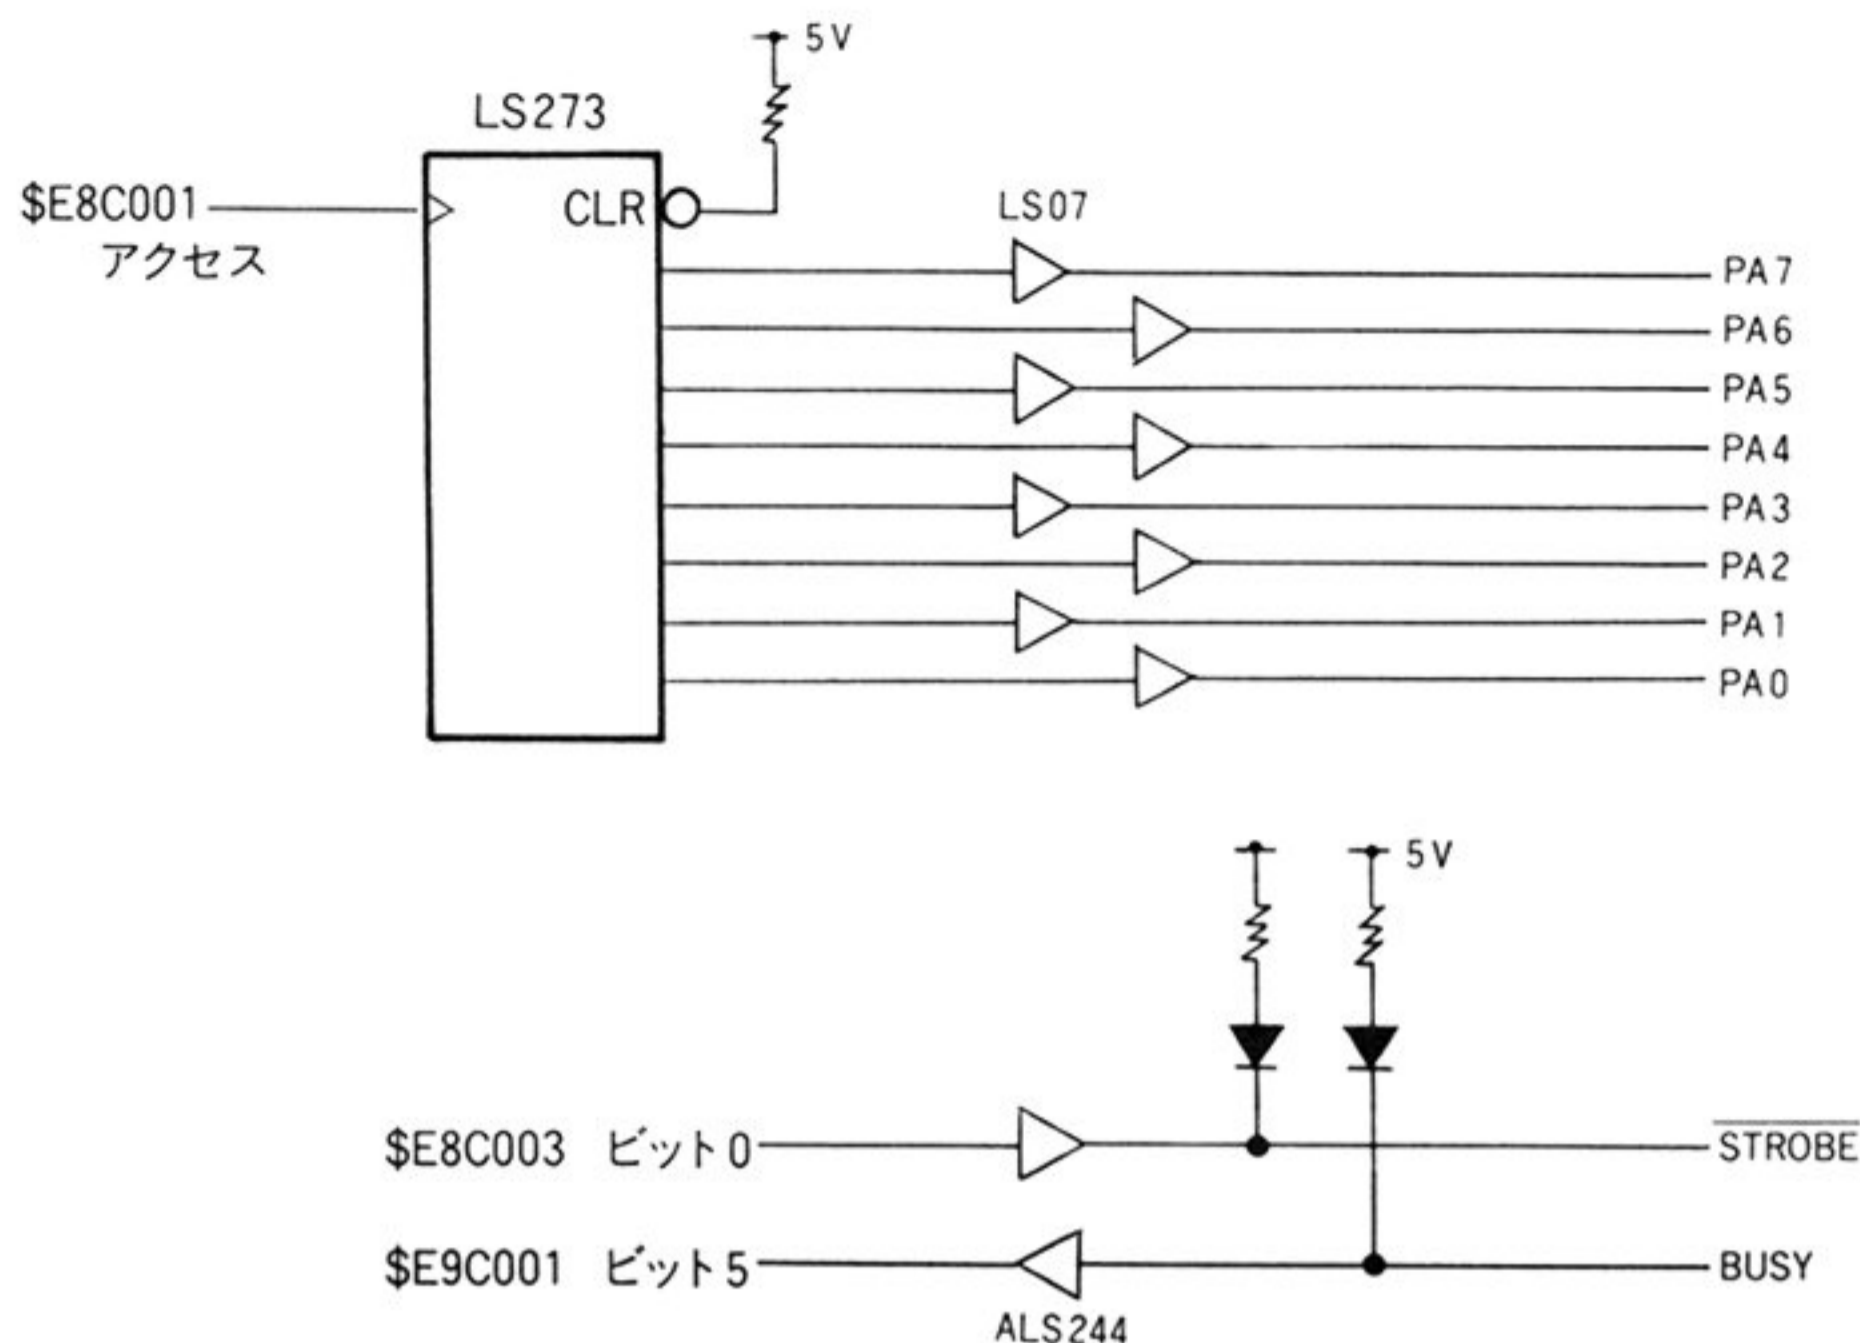 5V
LS273
$E8C001
アクセス
CLR
LS07
PA7
PA6
PA5
PA4
PA3
PA2
PA1
PA0
5V
$E8C003 ビット0
STROBE
$E9C001 ビット5
BUSY
ALS244